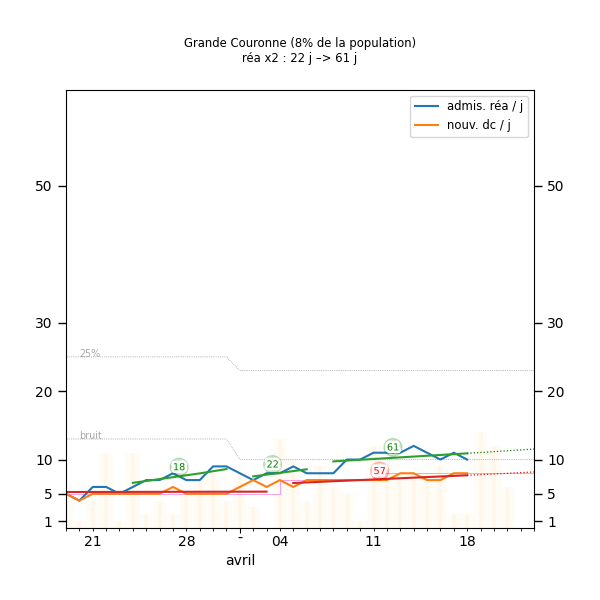 Grande Couronne (8% de la population)
réa x2 : 22 j –> 61 j
admis. réa / j
nouv. dc / j
50 50
30 30
25%
20 20
bruit
10 10
18 22 61 57
5 5
1 1
21 28 - 04 11 18
avril